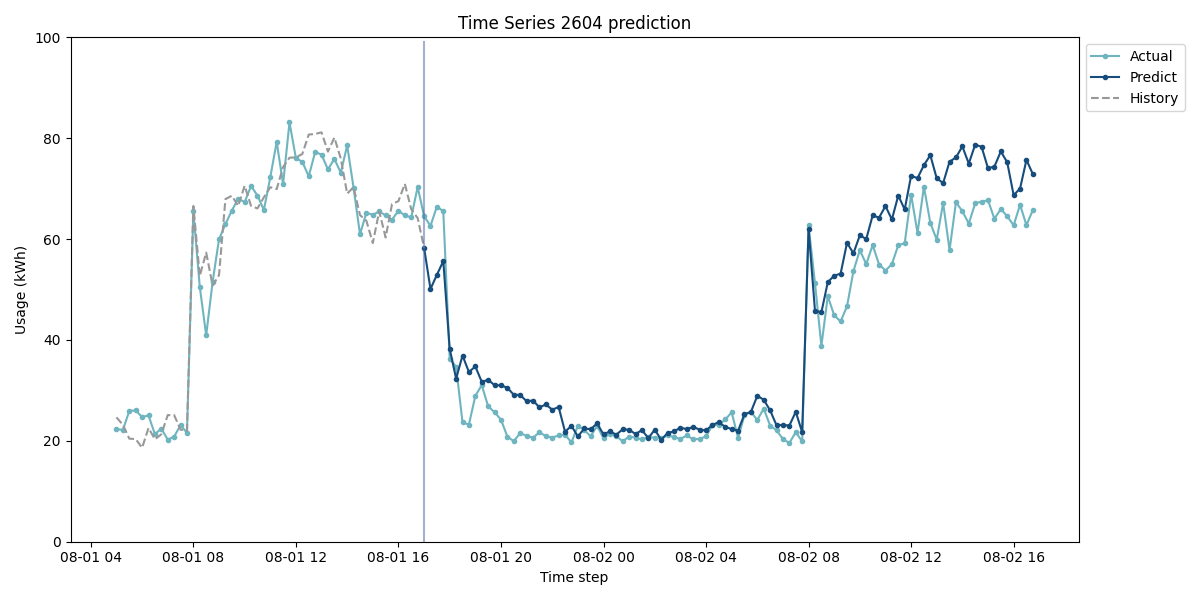 Time Series 2604 prediction
100
80
60
40
20
0
Usage (kWh)
08-01 04
08-01 08
08-01 12
08-01 16
08-01 20
08-02 00
08-02 04
08-02 08
08-02 12
08-02 16
Time step
Actual
Predict
History